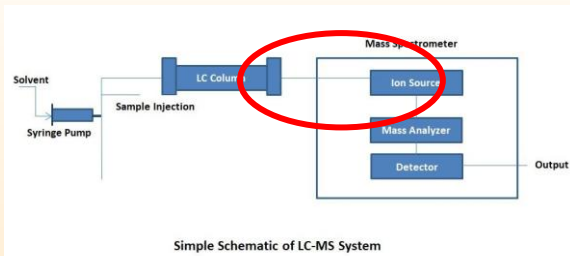 Mass Spectrometer
Solvent
LC Column
Ion Source
Sample Injection
Syringe Pump
Mass Analyzer
Detector
Output
Simple Schematic of LC-MS System